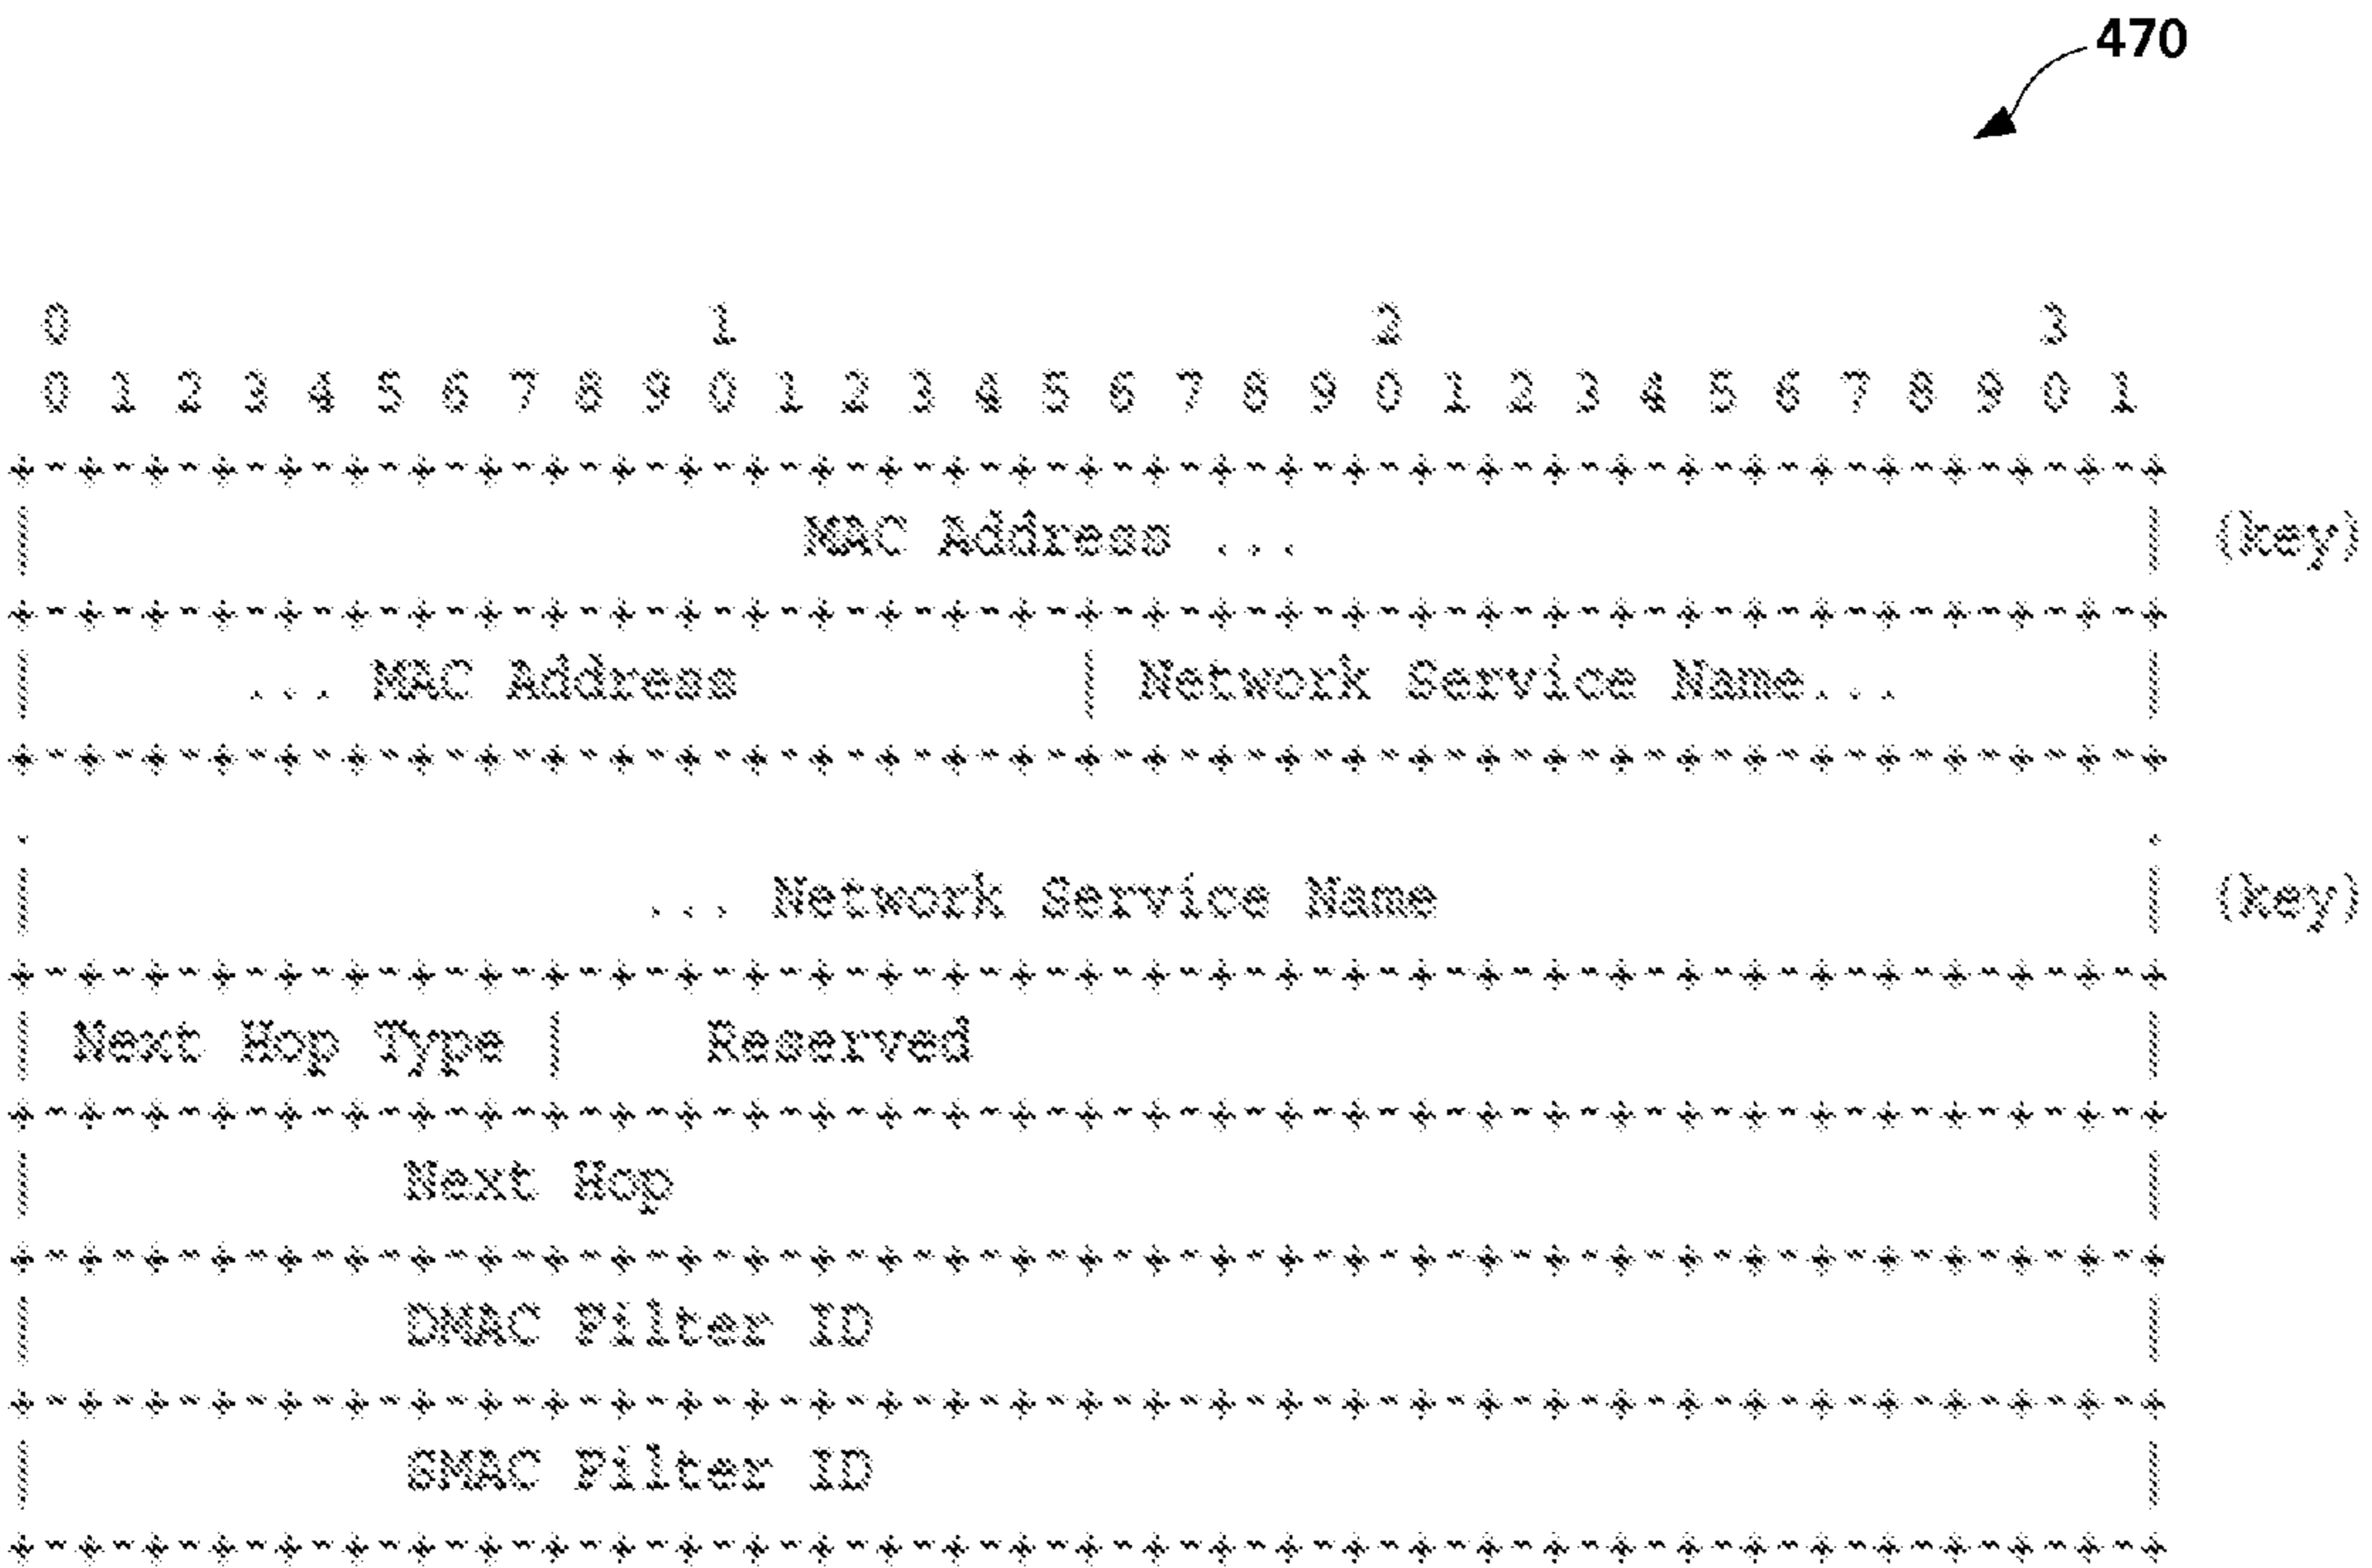 470
0 1 2 3
0 1 2 3 4 5 6 7 8 9 0 1 2 3 4 5 6 7 8 9 0 1 2 3 4 5 6 7 8 9 0 1
+-+-+-+-+-+-+-+-+-+-+-+-+-+-+-+-+-+-+-+-+-+-+-+-+-+-+-+-+-+-+-+-+
| MAC Address ... | (key)
+-+-+-+-+-+-+-+-+-+-+-+-+-+-+-+-+-+-+-+-+-+-+-+-+-+-+-+-+-+-+-+-+
| ... MAC Address | Network Service Name... |
+-+-+-+-+-+-+-+-+-+-+-+-+-+-+-+-+-+-+-+-+-+-+-+-+-+-+-+-+-+-+-+-+
. .
| ... Network Service Name | (key)
+-+-+-+-+-+-+-+-+-+-+-+-+-+-+-+-+-+-+-+-+-+-+-+-+-+-+-+-+-+-+-+-+
| Next Hop Type | Reserved |
+-+-+-+-+-+-+-+-+-+-+-+-+-+-+-+-+-+-+-+-+-+-+-+-+-+-+-+-+-+-+-+-+
| Next Hop |
+-+-+-+-+-+-+-+-+-+-+-+-+-+-+-+-+-+-+-+-+-+-+-+-+-+-+-+-+-+-+-+-+
| DMAC Filter ID |
+-+-+-+-+-+-+-+-+-+-+-+-+-+-+-+-+-+-+-+-+-+-+-+-+-+-+-+-+-+-+-+-+
| SMAC Filter ID |
+-+-+-+-+-+-+-+-+-+-+-+-+-+-+-+-+-+-+-+-+-+-+-+-+-+-+-+-+-+-+-+-+